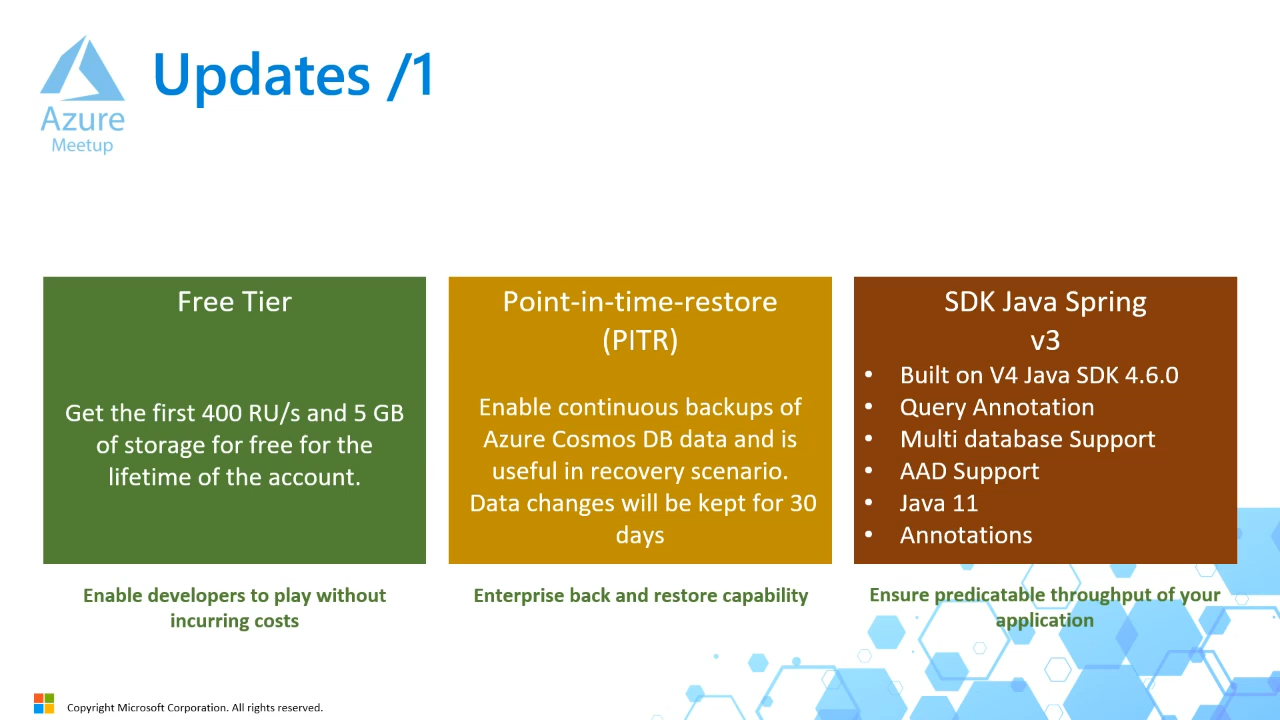 Azure
Meetup
Updates /1
Free Tier
Get the first 400 RU/s and 5 GB
of storage for free for the
lifetime of the account.
Enable developers to play without
incurring costs
Point-in-time-restore
(PITR)
Enable continuous backups of
Azure Cosmos DB data and is
useful in recovery scenario.
Data changes will be kept for 30
days
Enterprise back and restore capability
SDK Java Spring
v3
• Built on V4 Java SDK 4.6.0
• Query Annotation
• Multi database Support
• AAD Support
• Java 11
• Annotations
Ensure predicatable throughput of your
application
Copyright Microsoft Corporation. All rights reserved.